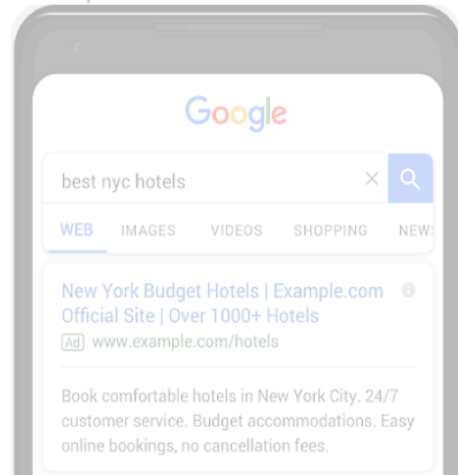 Google
best nyc hotels
WEB IMAGES VIDEOS SHOPPING NEWS
New York Budget Hotels | Example.com
Official Site | Over 1000+ Hotels
Ad www.example.com/hotels
Book comfortable hotels in New York City. 24/7
customer service. Budget accommodations. Easy
online bookings, no cancellation fees.